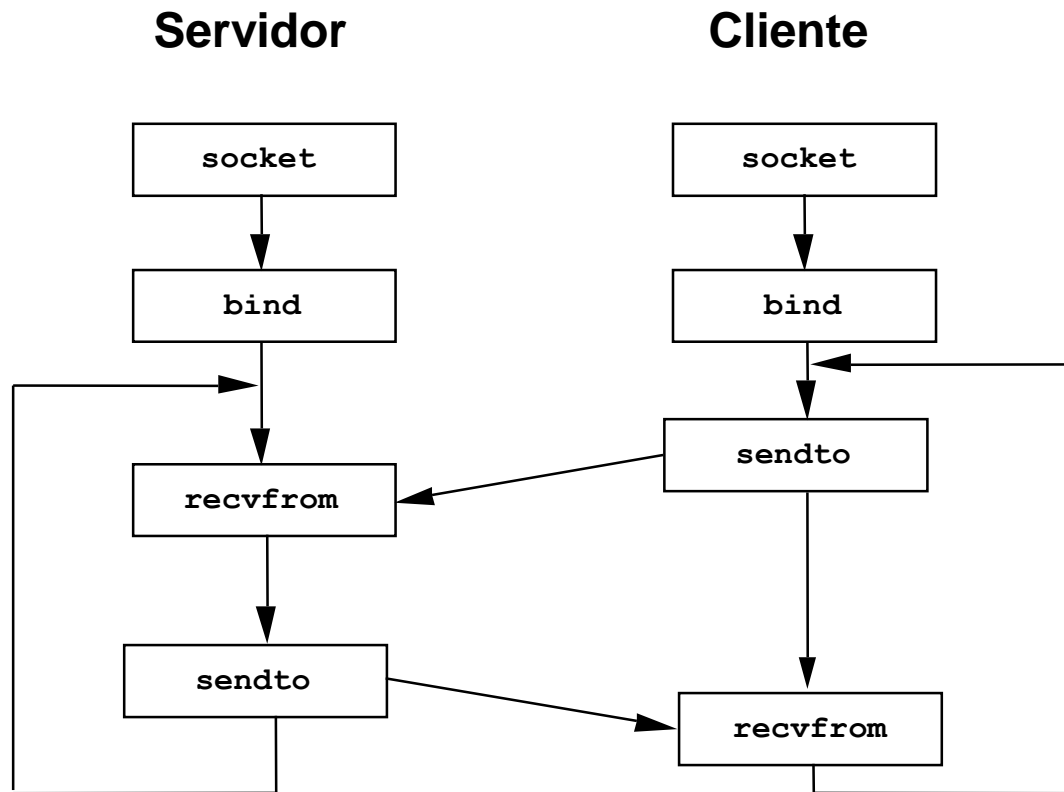 Servidor
Cliente
socket
socket
bind
bind
sendto
recvfrom
sendto
recvfrom